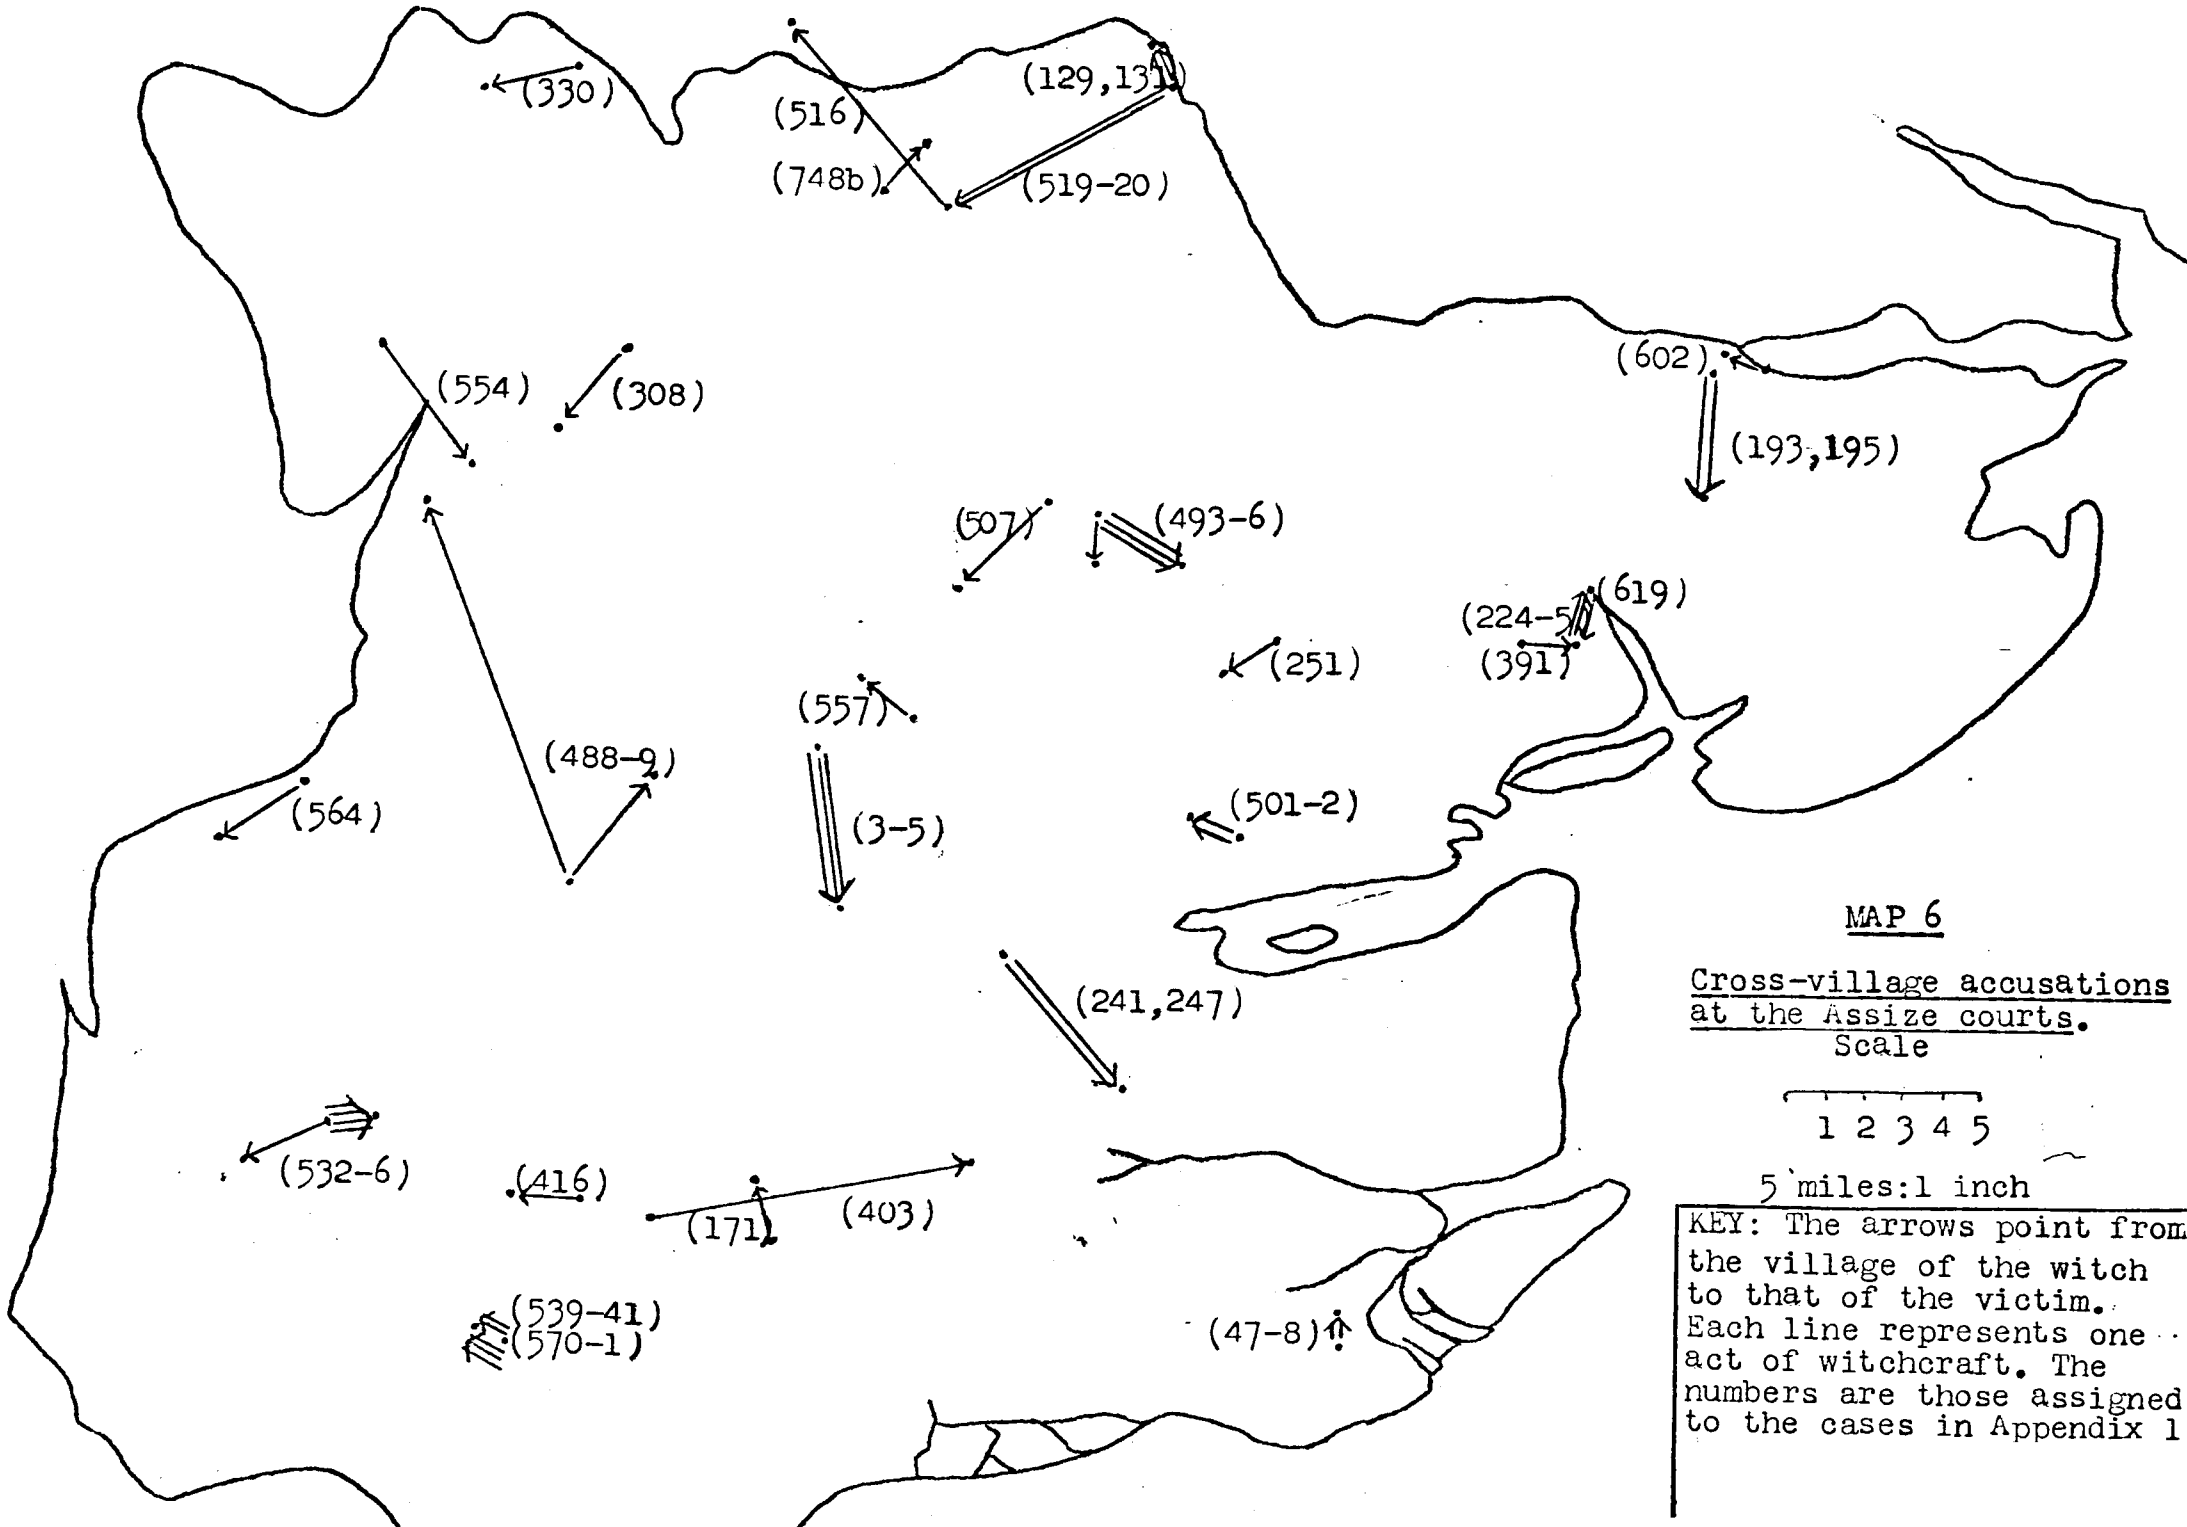 (330)
(516)
(129,131)
(748b)
(519-20)
(554)
(308)
(602)
(193,195)
(507)
(493-6)
(619)
(224-5
(391)
(251)
(557)
(488-9)
(564)
(3-5)
(501-2)
(241,247)
(532-6)
(416)
(171)
(403)
(539-41)
(570-1)
(47-8)
MAP 6
Cross-village accusations
at the Assize courts.
Scale
1 2 3 4 5
5 miles:1 inch
KEY: The arrows point from
the village of the witch
to that of the victim.
Each line represents one
act of witchcraft. The
numbers are those assigned
to the cases in Appendix 1